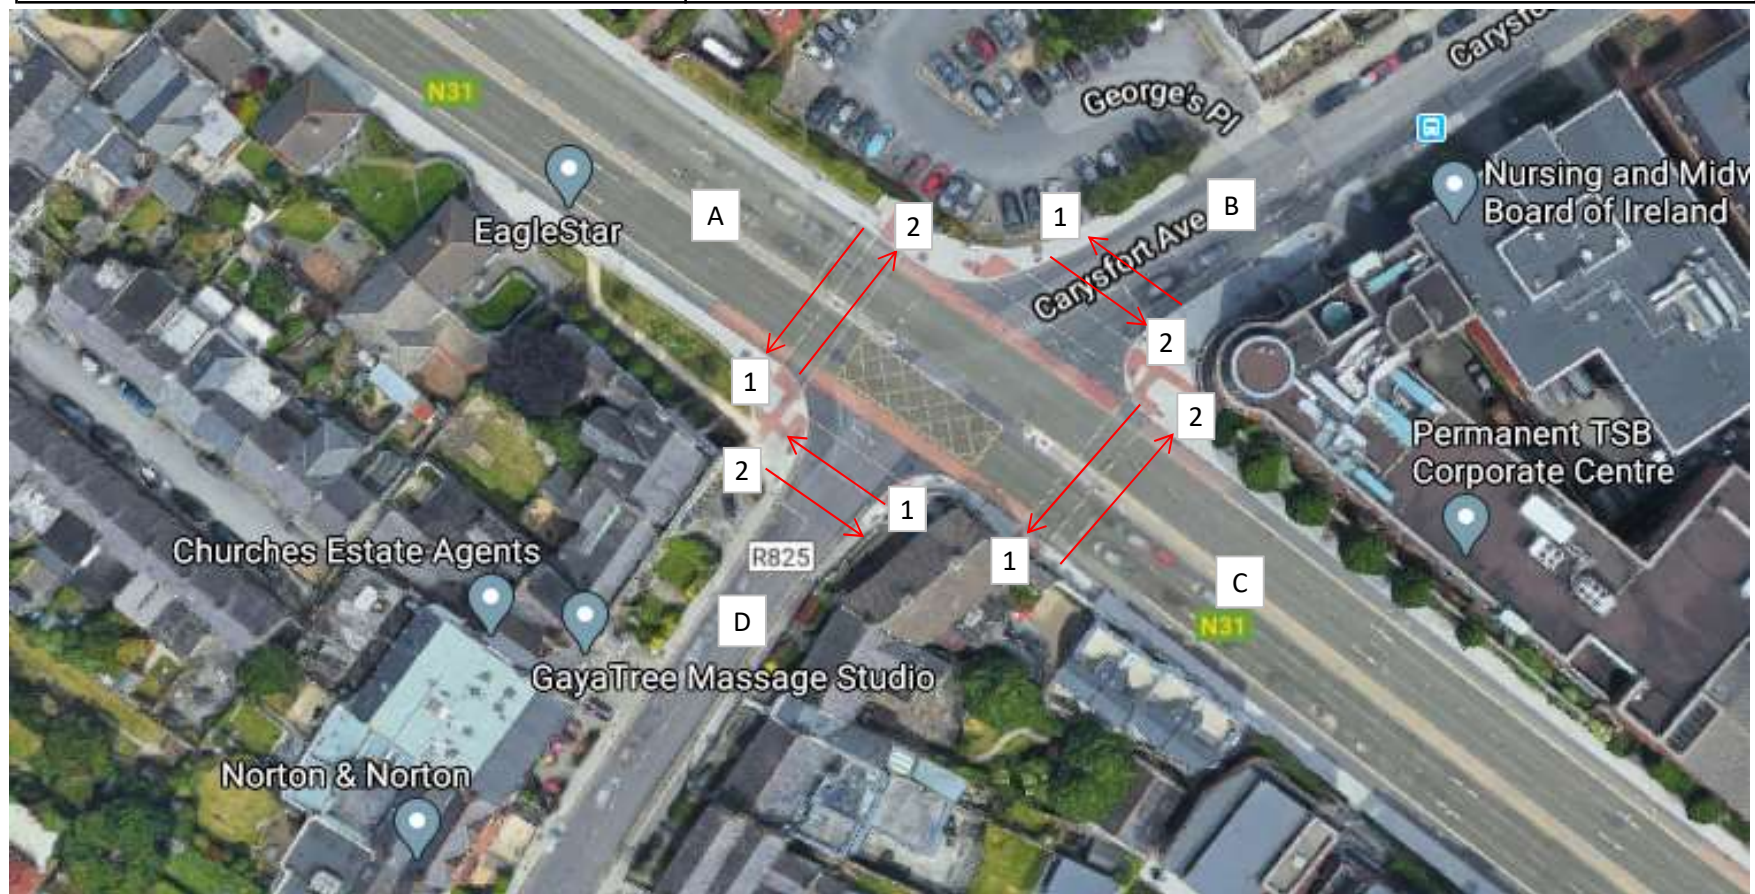 Carysfo
N31
George's Pl
Nursing and Midw
Board of Ireland
EagleStar
A
2
1
B
Carysfort Ave
2
1
2
Permanent TSB
Corporate Centre
2
1
1
Churches Estate Agents
R825
C
D
N31
GayaTree Massage Studio
Norton & Norton